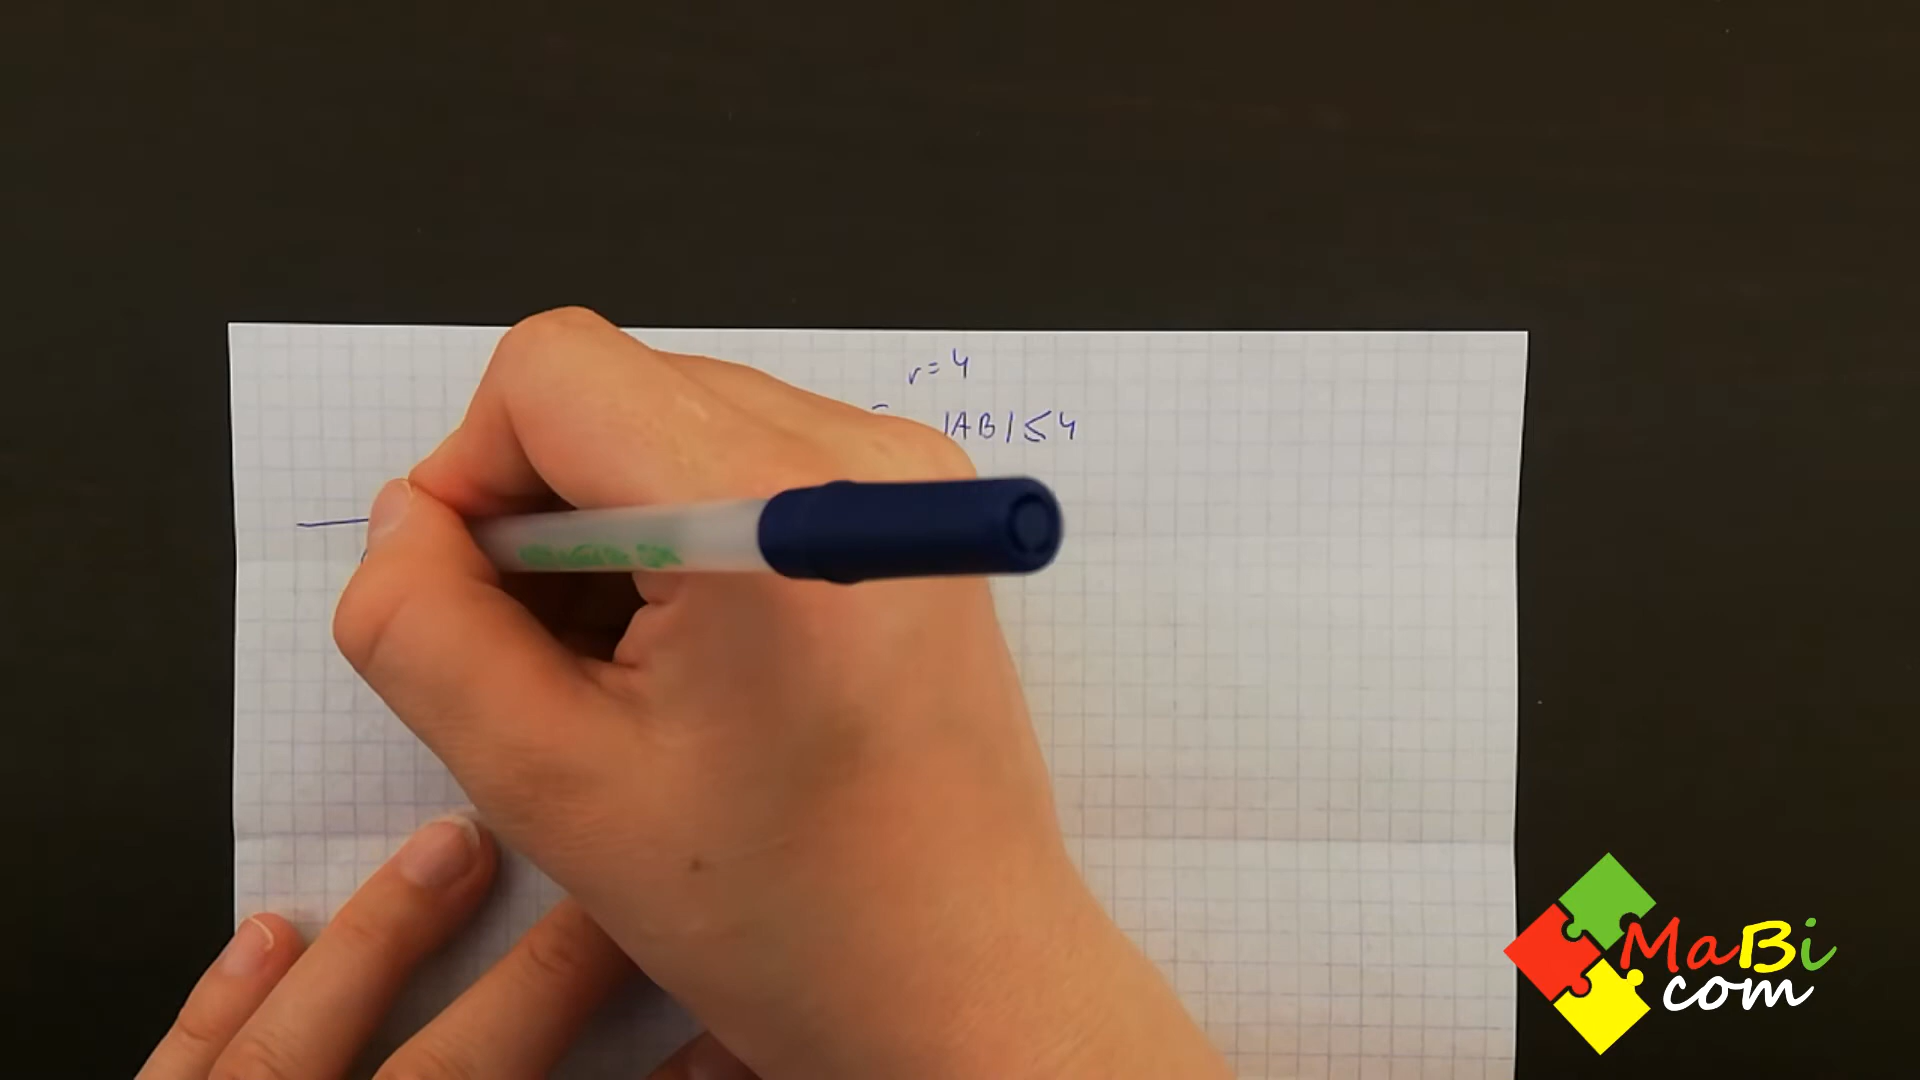 r = 4
|AB| ≤ 4
MaBi
com